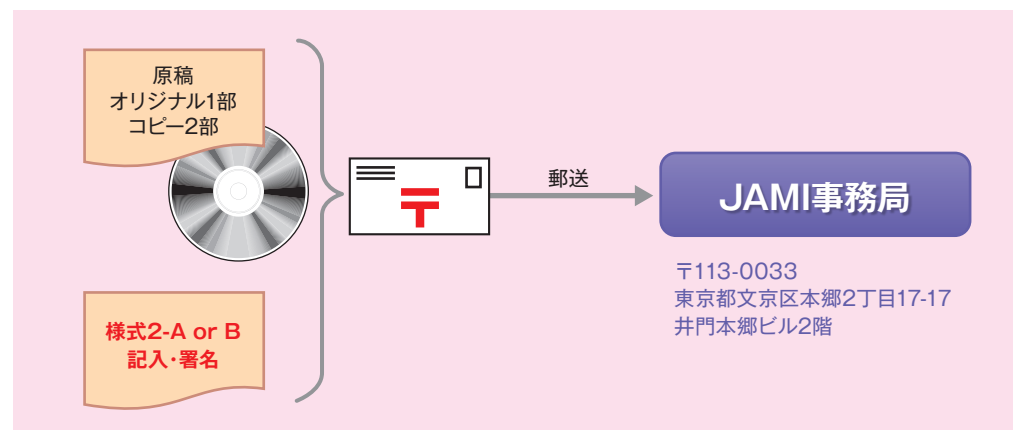 原稿
オリジナル1部
コピー2部
様式2-A or B
記入・署名
〒
郵送
JAMI事務局
〒113-0033
東京都文京区本郷2丁目17-17
井門本郷ビル2階